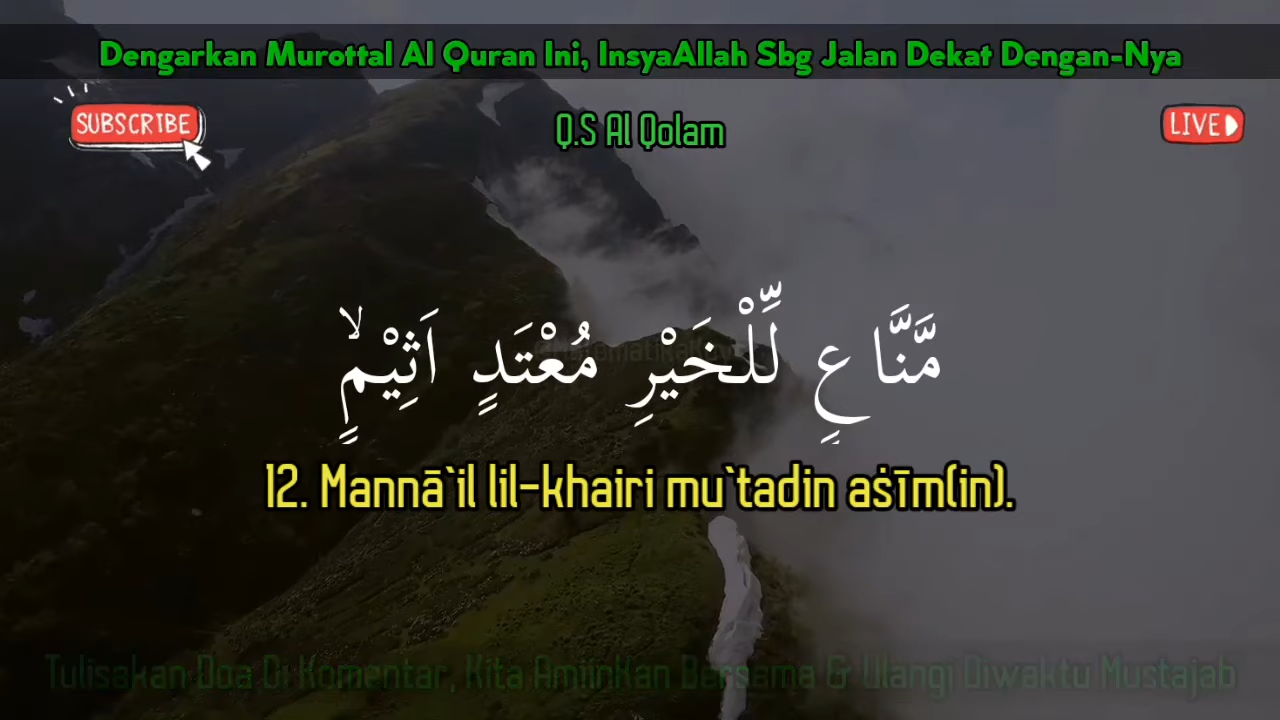 Dengarkan Murottal Al Quran Ini, InsyaAllah Sbg Jalan Dekat Dengan-Nya
SUBSCRIBE
LIVE
Q.S Al Qolam
مَّنَّاعٍ لِّلْخَيْرِ مُعْتَدٍ اَثِيْمٍۙ
12. Mannā`il lil-khairi mu`tadin aṡīm(in).
Tulisakan Doa Di Komentar, Kita AmiinKan Bersama & Ulangi Diwaktu Mustajab